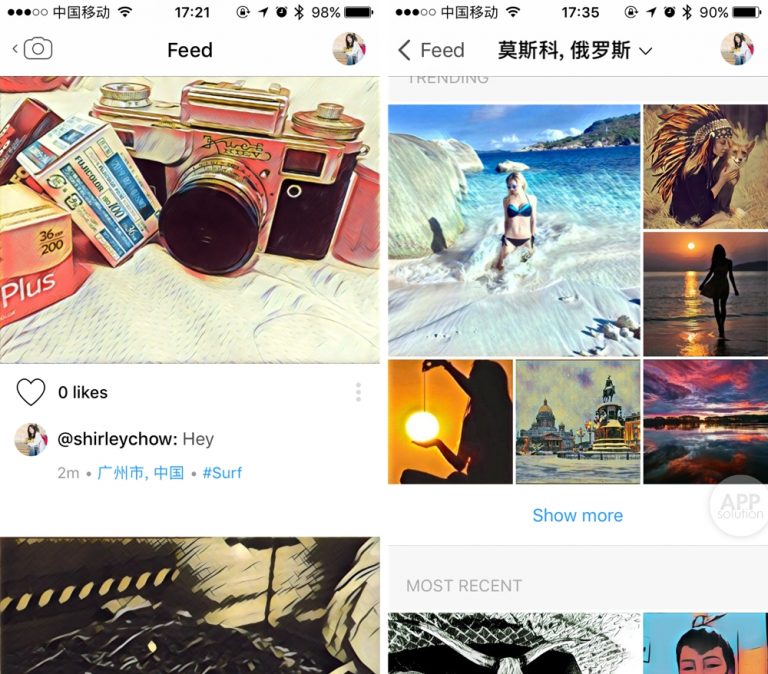 中国移动
17:21
98%
Feed
36 EXP
200
Plus
100
0 likes
@shirleychow: Hey
2m • 广州市, 中国 • #Surf
中国移动
17:35
90%
Feed
莫斯科, 俄罗斯
TRENDING
Show more
APP
solution
MOST RECENT